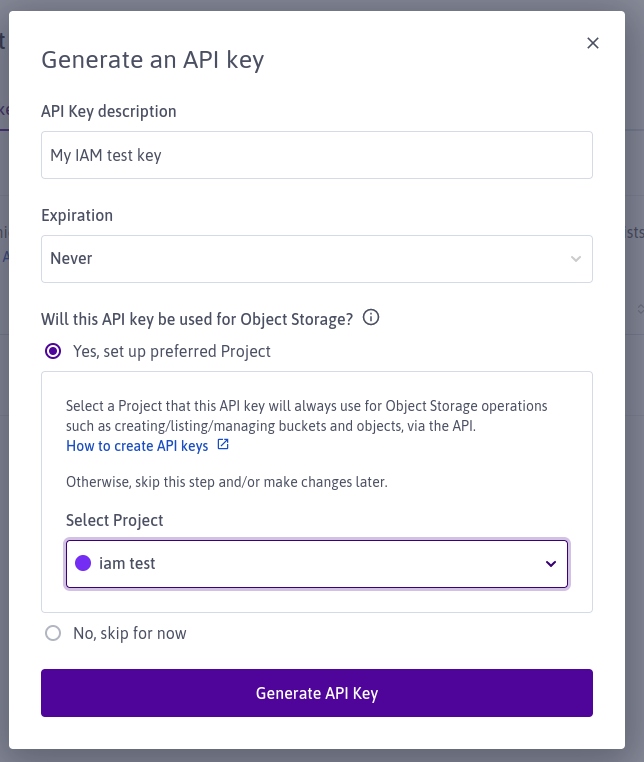 Generate an API key
API Key description
My IAM test key
Expiration
Never
Will this API key be used for Object Storage?
Yes, set up preferred Project
Select a Project that this API key will always use for Object Storage operations
such as creating/listing/managing buckets and objects, via the API.
How to create API keys
Otherwise, skip this step and/or make changes later.
Select Project
iam test
No, skip for now
Generate API Key